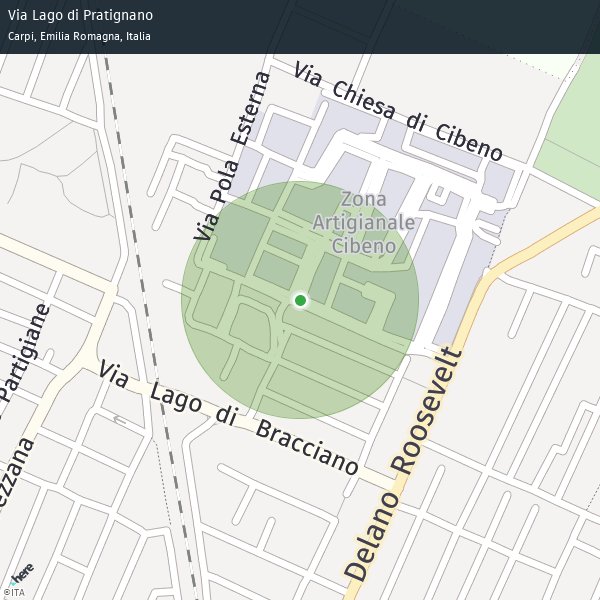 Via Lago di Pratignano
Carpi, Emilia Romagna, Italia
Via Chiesa di Cibeno
Via Pola Esterna
Zona
Artigianale
Cibeno
Partigiane
Via Lago di Bracciano
Delano Roosevelt
ezzana
here
©ITA